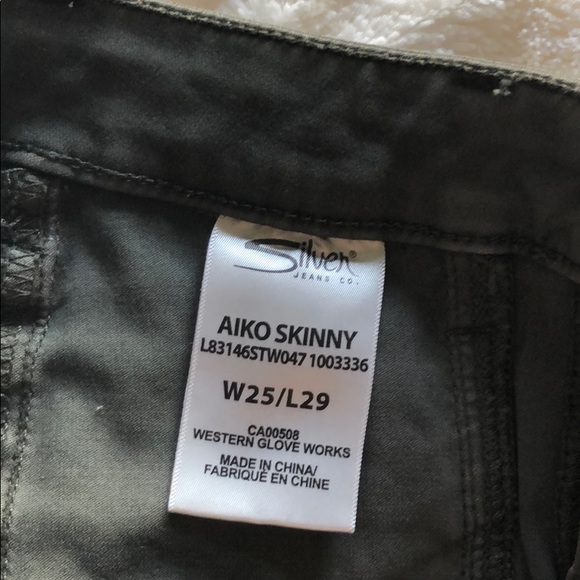 Silver®
JEANS CO.
AIKO SKINNY
L83146STW047 1003336
W25/L29
CA00508
WESTERN GLOVE WORKS
MADE IN CHINA/
FABRIQUÉ EN CHINE